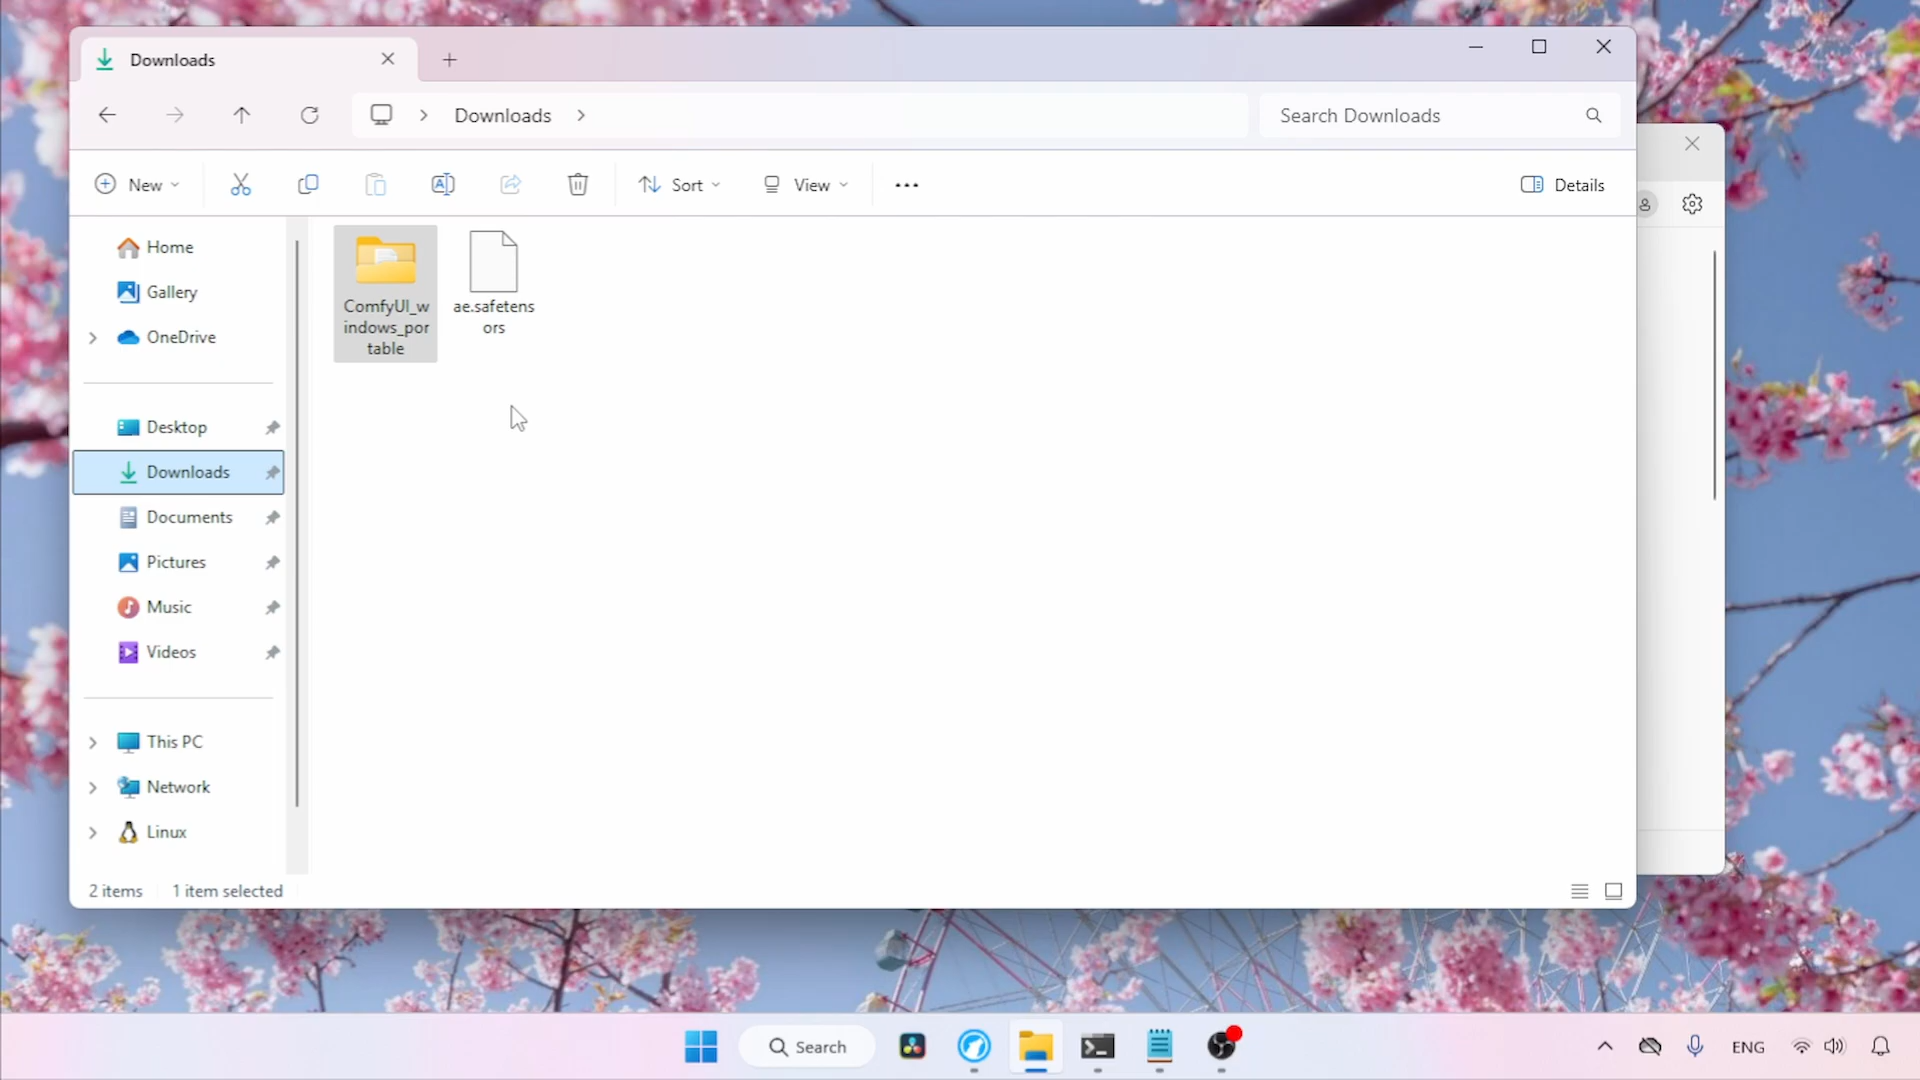 Downloads
Downloads
Search Downloads
New
Sort
View
Details
Home
Gallery
OneDrive
Desktop
Downloads
Documents
Pictures
Music
Videos
This PC
Network
Linux
ComfyUI_w
indows_por
table
ae.safetens
ors
2 items
1 item selected
Search
ENG